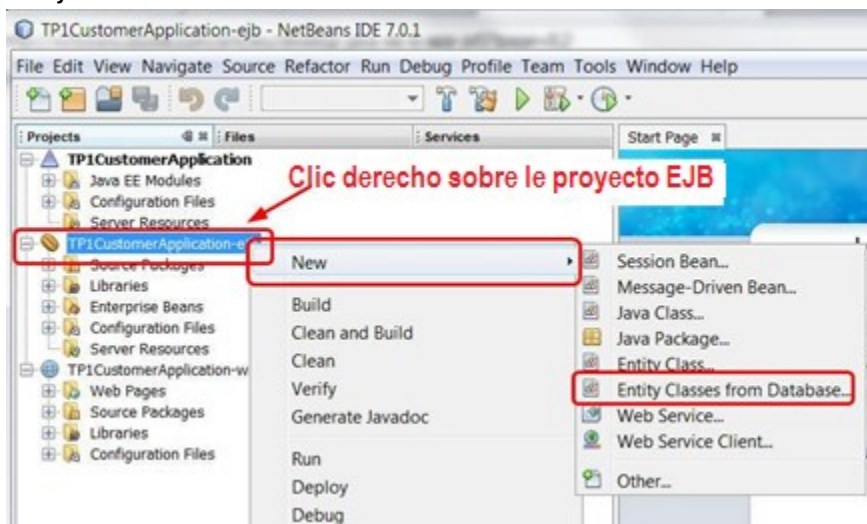 TP1CustomerApplication-ejb - NetBeans IDE 7.0.1
File Edit View Navigate Source Refactor Run Debug Profile Team Tools Window Help
Projects Files Services Start Page
TP1CustomerApplication
Java EE Modules
Configuration Files
Server Resources
Clic derecho sobre le proyecto EJB
TP1CustomerApplication-e
Source Packages
Libraries
Enterprise Beans
Configuration Files
Server Resources
TP1CustomerApplication-w
Web Pages
Source Packages
Libraries
Configuration Files
New
Build
Clean and Build
Clean
Verify
Generate Javadoc
Run
Deploy
Debug
Session Bean...
Message-Driven Bean...
Java Class...
Java Package...
Entity Class...
Entity Classes from Database...
Web Service...
Web Service Client...
Other...